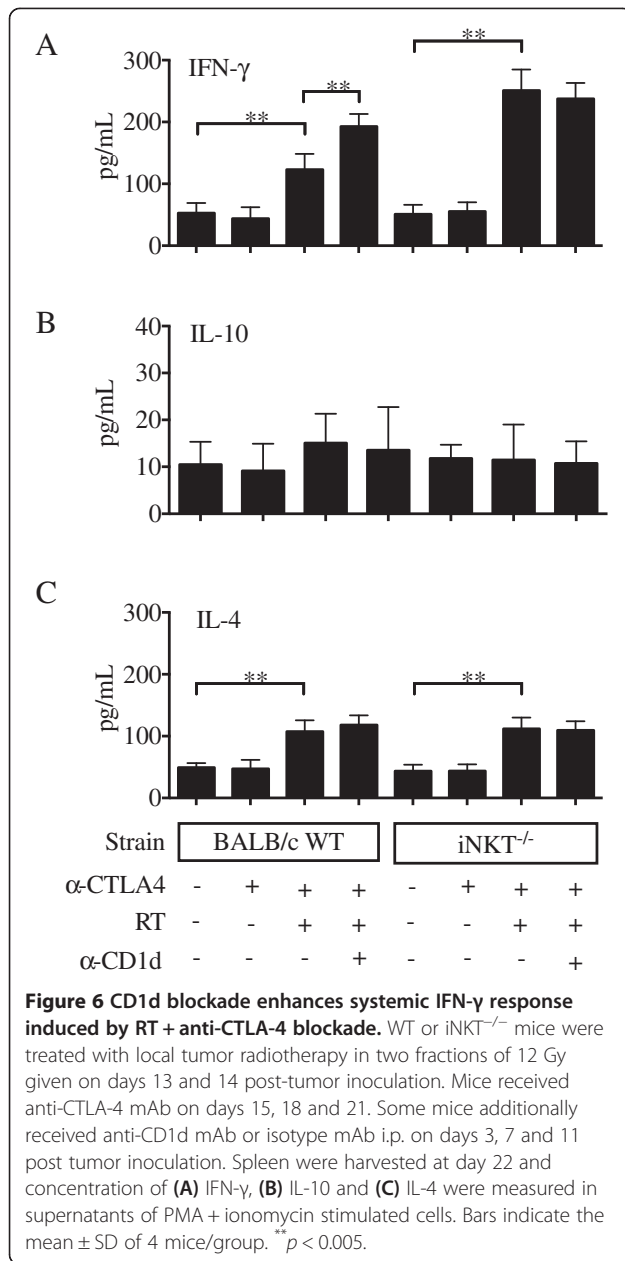 A
IFN-γ
pg/mL
300
200
100
0
**
**
**
B
IL-10
pg/mL
40
30
20
10
0
C
IL-4
pg/mL
300
200
100
0
**
**
Strain BALB/c WT iNKT-/-
α-CTLA4 - + + + - + + +
RT - - + + - - + +
α-CD1d - - - + - - - +
Figure 6 CD1d blockade enhances systemic IFN-γ response
induced by RT + anti-CTLA-4 blockade. WT or iNKT−/− mice were
treated with local tumor radiotherapy in two fractions of 12 Gy
given on days 13 and 14 post-tumor inoculation. Mice received
anti-CTLA-4 mAb on days 15, 18 and 21. Some mice additionally
received anti-CD1d mAb or isotype mAb i.p. on days 3, 7 and 11
post tumor inoculation. Spleen were harvested at day 22 and
concentration of (A) IFN-γ, (B) IL-10 and (C) IL-4 were measured in
supernatants of PMA + ionomycin stimulated cells. Bars indicate the
mean ± SD of 4 mice/group. **p < 0.005.